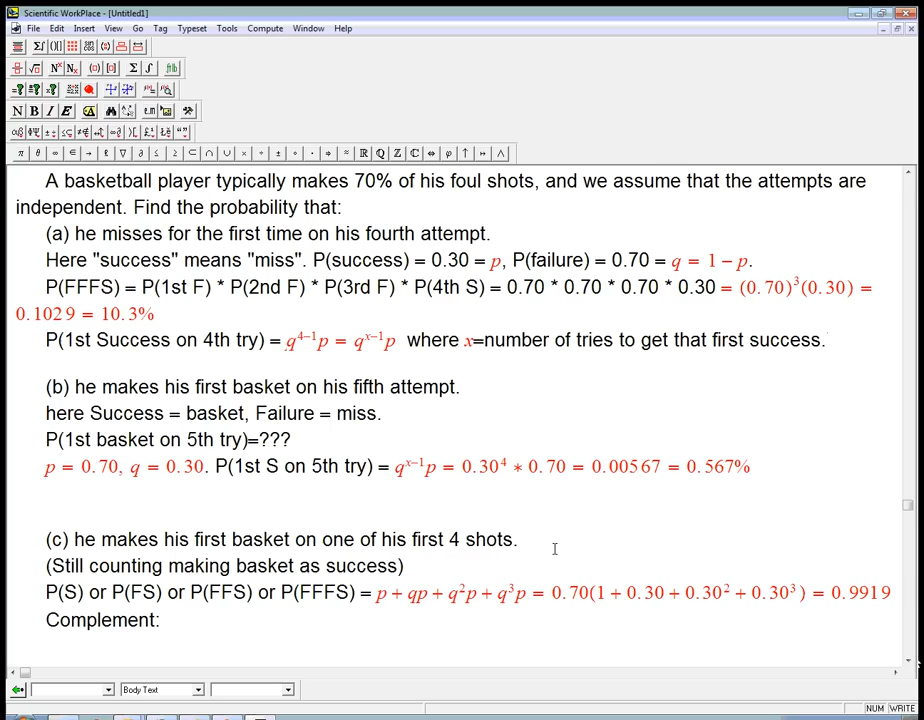 Scientific WorkPlace - [Untitled1]
File Edit Insert View Go Tag Typeset Tools Compute Window Help
A basketball player typically makes 70% of his foul shots, and we assume that the attempts are
independent. Find the probability that:
(a) he misses for the first time on his fourth attempt.
Here "success" means "miss". P(success) = 0.30 = p, P(failure) = 0.70 = q = 1 − p.
P(FFFS) = P(1st F) * P(2nd F) * P(3rd F) * P(4th S) = 0.70 * 0.70 * 0.70 * 0.30 = (0.70)³(0.30) =
0.1029 = 10.3%
P(1st Success on 4th try) = q⁴⁻¹p = qˣ⁻¹p where x=number of tries to get that first success.
(b) he makes his first basket on his fifth attempt.
here Success = basket, Failure = miss.
P(1st basket on 5th try)=???
p = 0.70, q = 0.30. P(1st S on 5th try) = qˣ⁻¹p = 0.30⁴ * 0.70 = 0.00567 = 0.567%
(c) he makes his first basket on one of his first 4 shots.
(Still counting making basket as success)
P(S) or P(FS) or P(FFS) or P(FFFS) = p + qp + q²p + q³p = 0.70(1 + 0.30 + 0.30² + 0.30³) = 0.9919
Complement:
Body Text
NUM WRITE